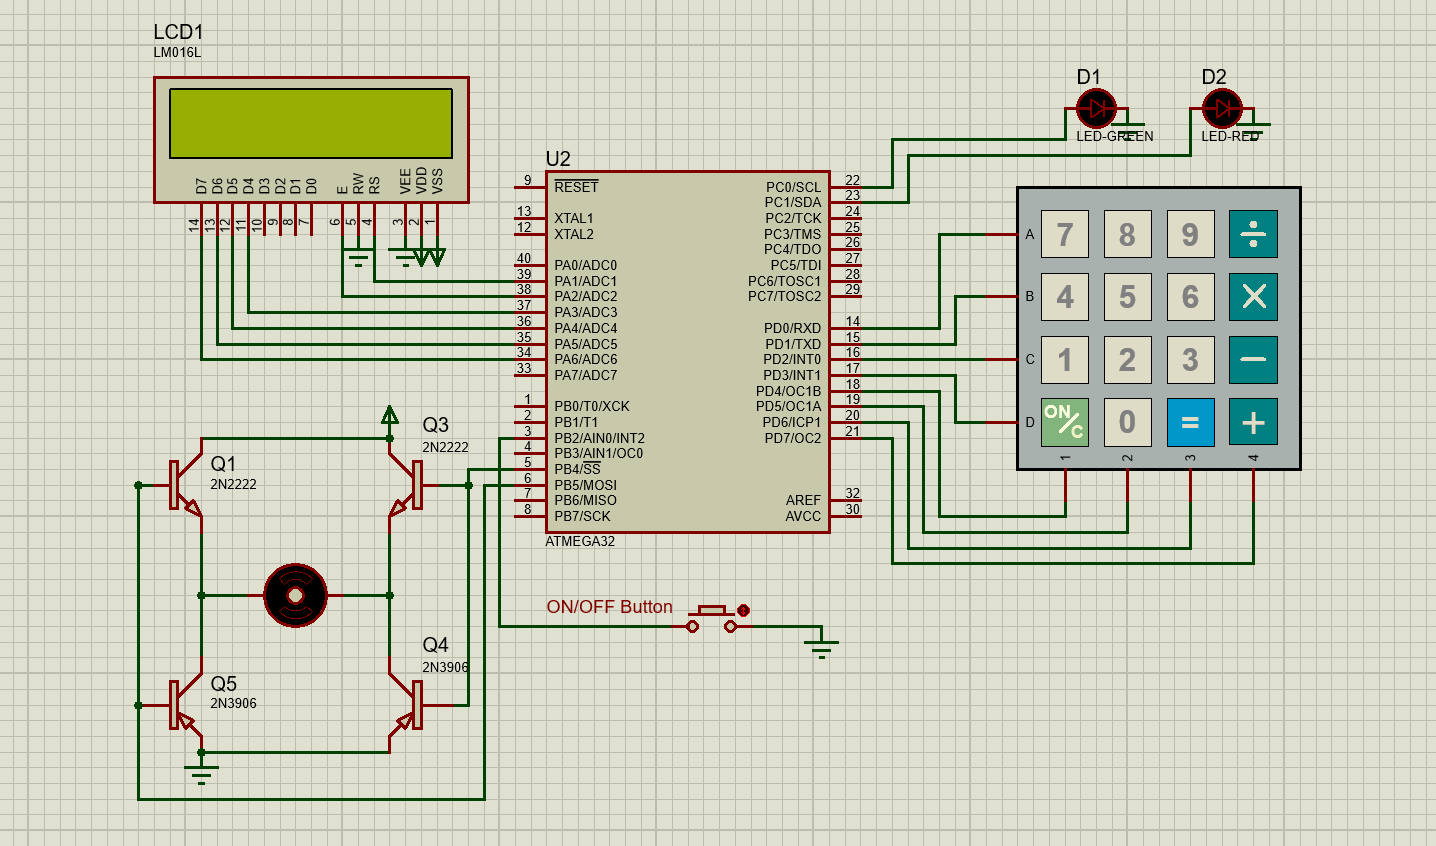 LCD1
LM016L
D7
D6
D5
D4
D3
D2
D1
D0
E
RW
RS
VEE
VDD
VSS
14
13
12
11
10
9
8
7
6
5
4
3
2
1
U2
9 RESET
13 XTAL1
12 XTAL2
40 PA0/ADC0
39 PA1/ADC1
38 PA2/ADC2
37 PA3/ADC3
36 PA4/ADC4
35 PA5/ADC5
34 PA6/ADC6
33 PA7/ADC7
1 PB0/T0/XCK
2 PB1/T1
3 PB2/AIN0/INT2
4 PB3/AIN1/OC0
5 PB4/SS
6 PB5/MOSI
7 PB6/MISO
8 PB7/SCK
PC0/SCL 22
PC1/SDA 23
PC2/TCK 24
PC3/TMS 25
PC4/TDO 26
PC5/TDI 27
PC6/TOSC1 28
PC7/TOSC2 29
PD0/RXD 14
PD1/TXD 15
PD2/INT0 16
PD3/INT1 17
PD4/OC1B 18
PD5/OC1A 19
PD6/ICP1 20
PD7/OC2 21
AREF 32
AVCC 30
ATMEGA32
D1
LED-GREEN
D2
LED-RED
A 7 8 9 ÷
B 4 5 6 ×
C 1 2 3 −
D ON/C 0 = +
1 2 3 4
Q1
2N2222
Q3
2N2222
Q5
2N3906
Q4
2N3906
ON/OFF Button